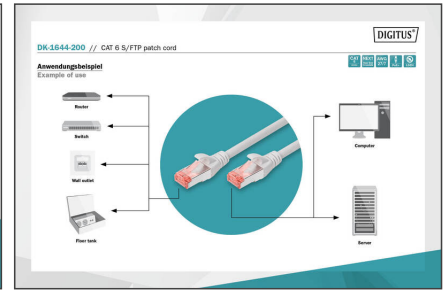 DIGITUS®
DK-1644-200 // CAT 6 S/FTP patch cord
Anwendungsbeispiel
Example of use
Router
Switch
Wall outlet
Floor tank
Computer
Server